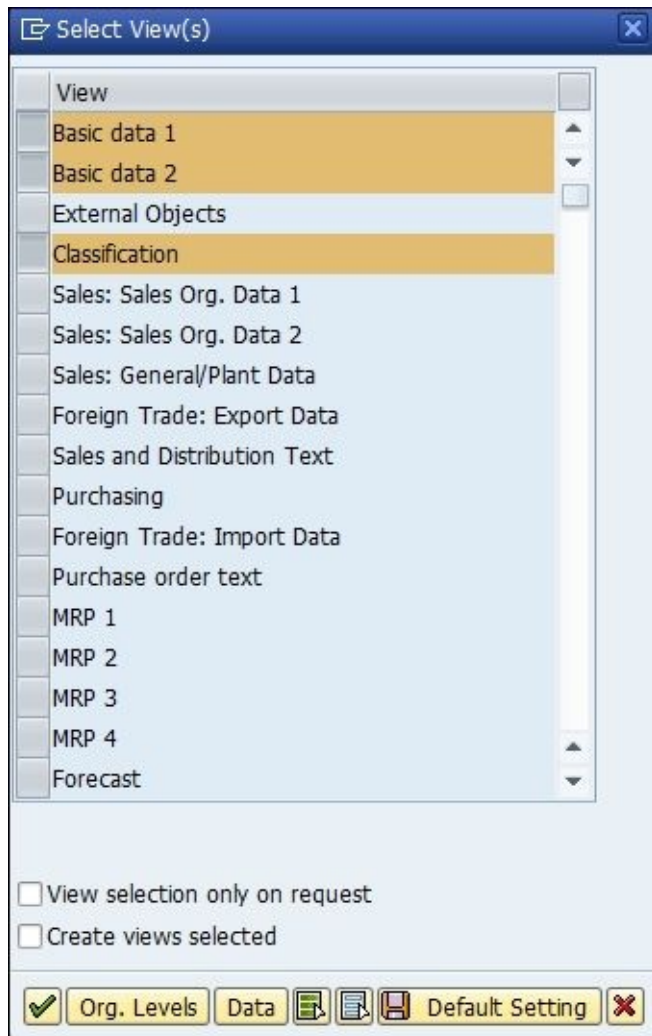 Select View(s)
View
Basic data 1
Basic data 2
External Objects
Classification
Sales: Sales Org. Data 1
Sales: Sales Org. Data 2
Sales: General/Plant Data
Foreign Trade: Export Data
Sales and Distribution Text
Purchasing
Foreign Trade: Import Data
Purchase order text
MRP 1
MRP 2
MRP 3
MRP 4
Forecast
View selection only on request
Create views selected
Org. Levels Data Default Setting